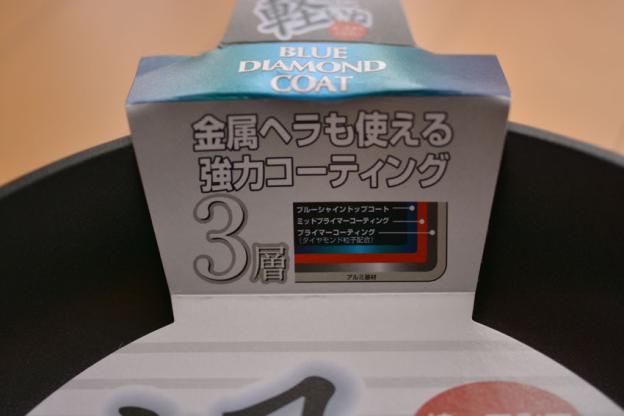 軽いね
BLUE
DIAMOND
COAT
金属ヘラも使える
強力コーティング
3層
ブルーシャイントップコート
ミッドプライマーコーティング
プライマーコーティング
(ダイヤモンド粒子配合)
アルミ基材